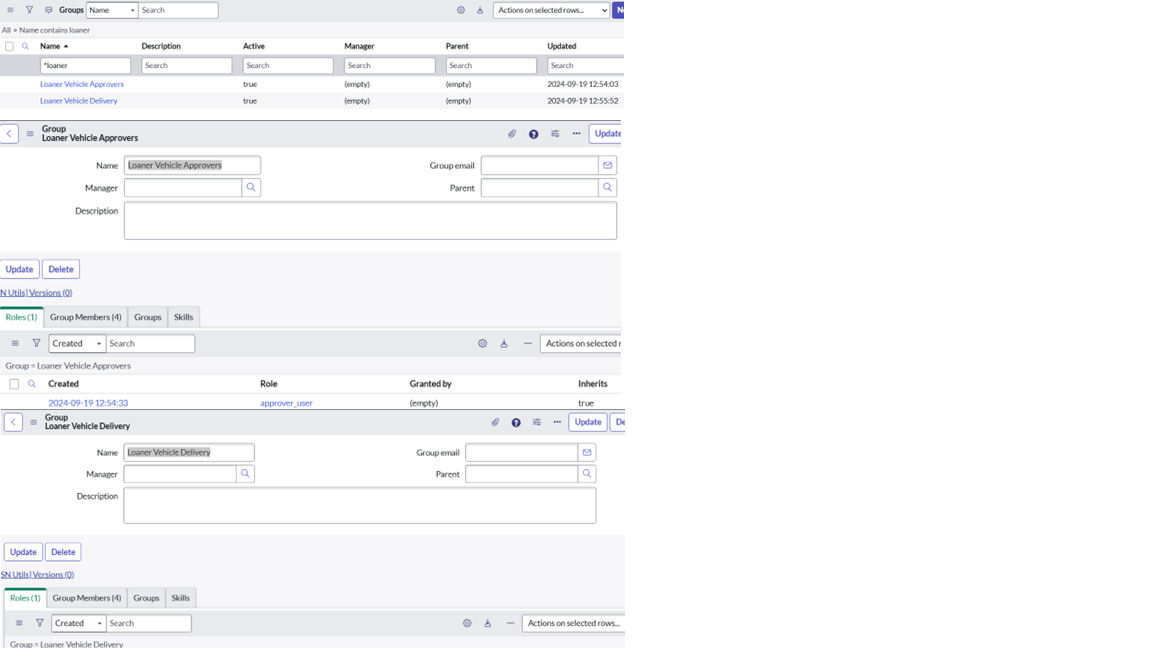 Groups Name Search Actions on selected rows...
All > Name contains loaner
Name Description Active Manager Parent Updated
*loaner Search Search Search Search Search
Loaner Vehicle Approvers true (empty) (empty) 2024-09-19 12:54:03
Loaner Vehicle Delivery true (empty) (empty) 2024-09-19 12:55:52
Group
Loaner Vehicle Approvers
Update
Name Loaner Vehicle Approvers Group email
Manager Parent
Description
Update Delete
N Utils] Versions (0)
Roles (1) Group Members (4) Groups Skills
Created Search Actions on selected r
Group = Loaner Vehicle Approvers
Created Role Granted by Inherits
2024-09-19 12:54:33 approver_user (empty) true
Group
Loaner Vehicle Delivery
Update De
Name Loaner Vehicle Delivery Group email
Manager Parent
Description
Update Delete
SN Utils] Versions (0)
Roles (1) Group Members (4) Groups Skills
Created Search Actions on selected rows...
Group = Loaner Vehicle Delivery